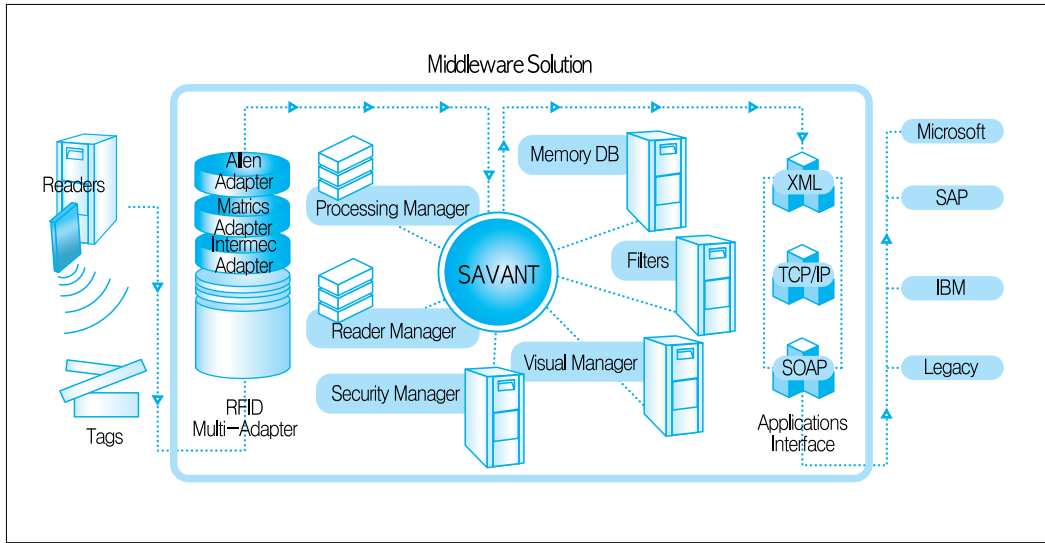 Middleware Solution
Readers
Tags
Alien
Adapter
Matrics
Adapter
Intermec
Adapter
RFID
Multi-Adapter
Processing Manager
Reader Manager
Security Manager
SAVANT
Memory DB
Filters
Visual Manager
XML
TCP/IP
SOAP
Applications
Interface
Microsoft
SAP
IBM
Legacy